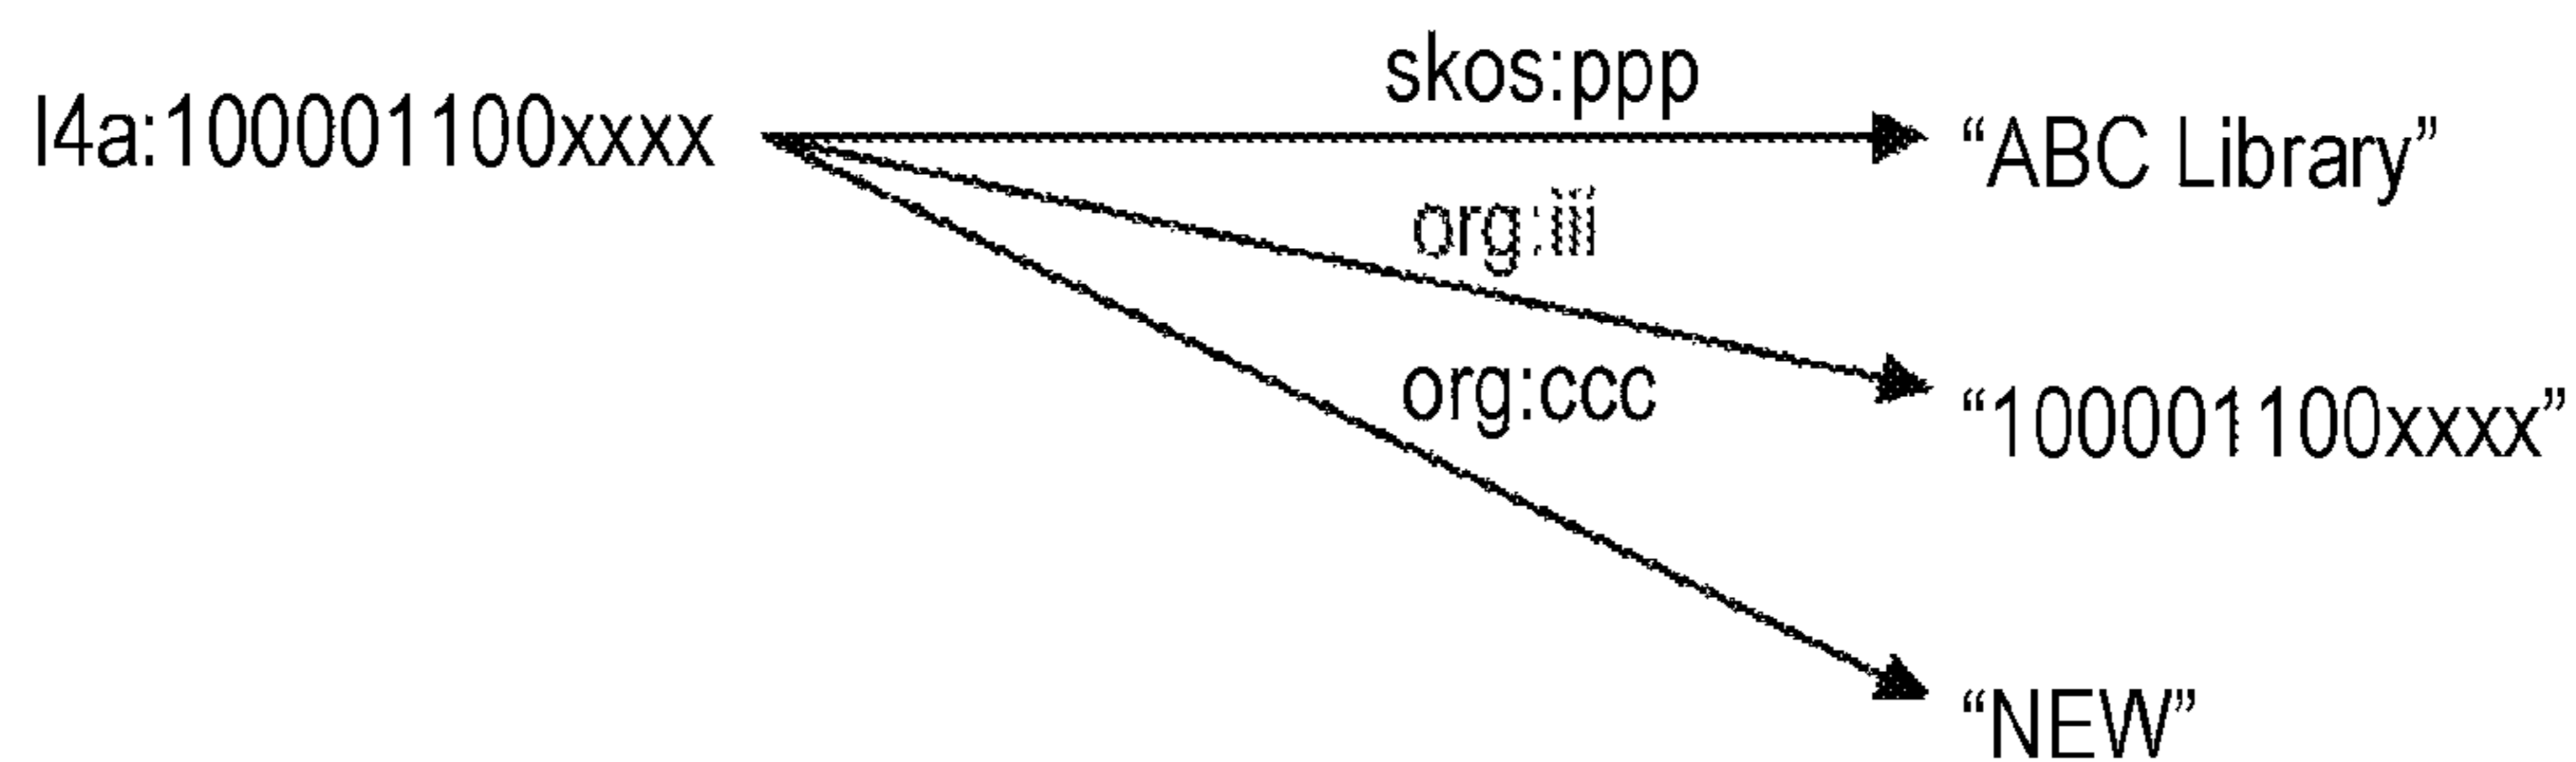 skos:ppp
l4a:100001100xxxx
“ABC Library”
org:iii
org:ccc
“100001100xxxx”
“NEW”